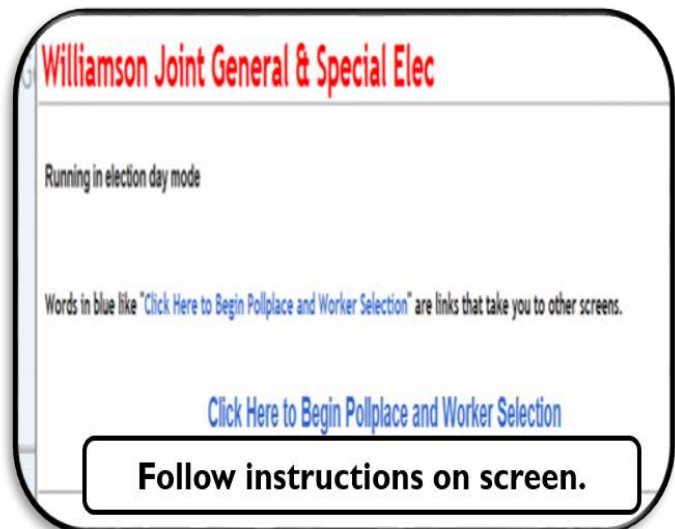 Williamson Joint General & Special Elec
Running in election day mode
Words in blue like "Click Here to Begin Pollplace and Worker Selection" are links that take you to other screens.
Click Here to Begin Pollplace and Worker Selection
Follow instructions on screen.